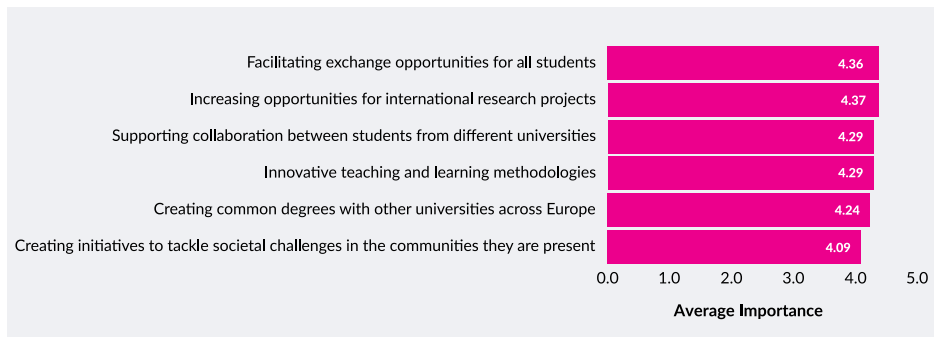 Facilitating exchange opportunities for all students 4.36
Increasing opportunities for international research projects 4.37
Supporting collaboration between students from different universities 4.29
Innovative teaching and learning methodologies 4.29
Creating common degrees with other universities across Europe 4.24
Creating initiatives to tackle societal challenges in the communities they are present 4.09
0.0 1.0 2.0 3.0 4.0 5.0
Average Importance